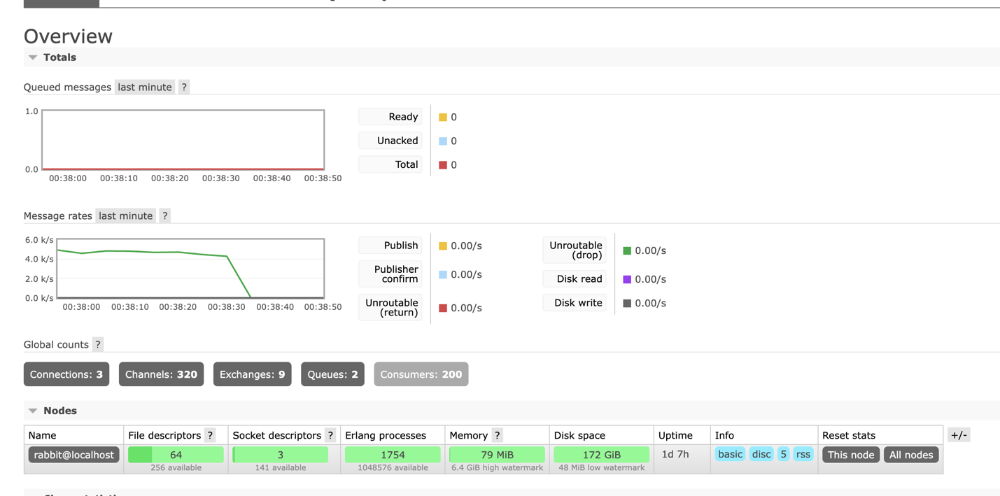 Overview
Totals
Queued messages last minute ?
1.0
0.0
00:38:00 00:38:10 00:38:20 00:38:30 00:38:40 00:38:50
Ready 0
Unacked 0
Total 0
Message rates last minute ?
6.0 k/s
4.0 k/s
2.0 k/s
0.0 k/s
00:38:00 00:38:10 00:38:20 00:38:30 00:38:40 00:38:50
Publish 0.00/s
Publisher
confirm 0.00/s
Unroutable
(return) 0.00/s
Unroutable
(drop) 0.00/s
Disk read 0.00/s
Disk write 0.00/s
Global counts ?
Connections: 3 Channels: 320 Exchanges: 9 Queues: 2 Consumers: 200
Nodes
Name File descriptors ? Socket descriptors ? Erlang processes Memory ? Disk space Uptime Info Reset stats +/-
rabbit@localhost 64 3 1754 79 MiB 172 GiB 1d 7h basic disc 5 rss This node All nodes
256 available 141 available 1048576 available 6.4 GiB high watermark 48 MiB low watermark